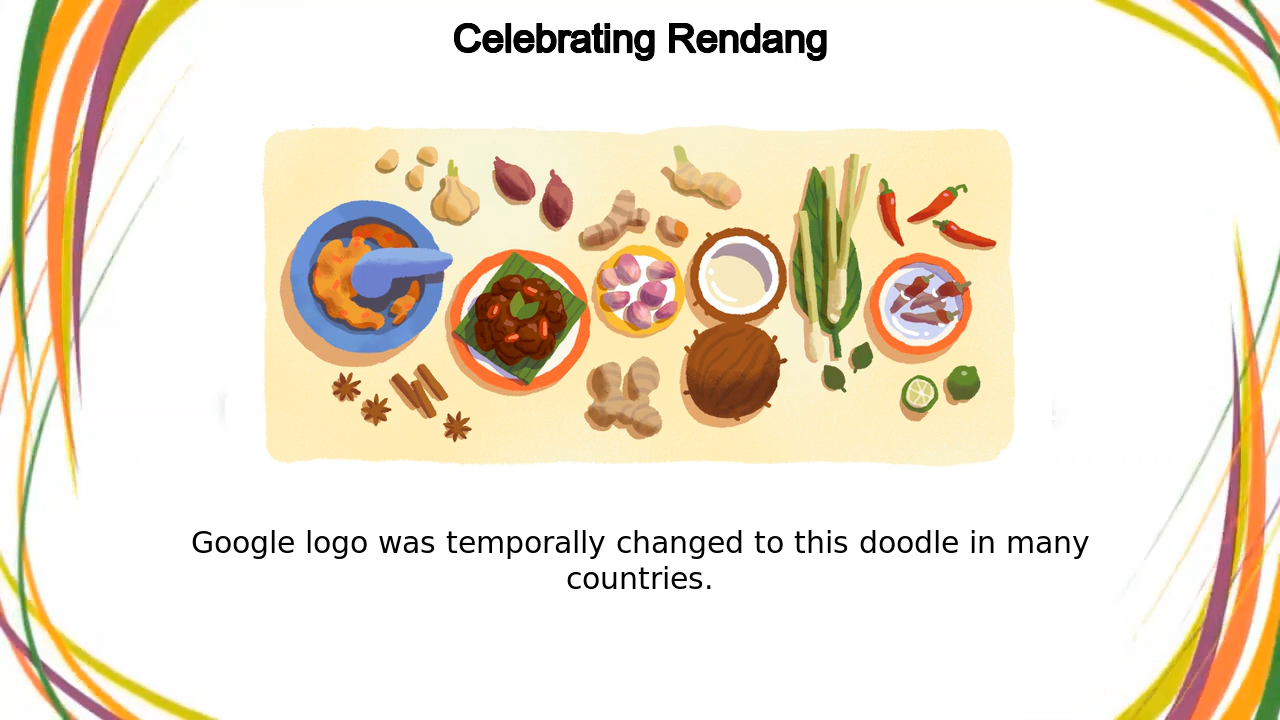 Celebrating Rendang
Google logo was temporally changed to this doodle in many
countries.